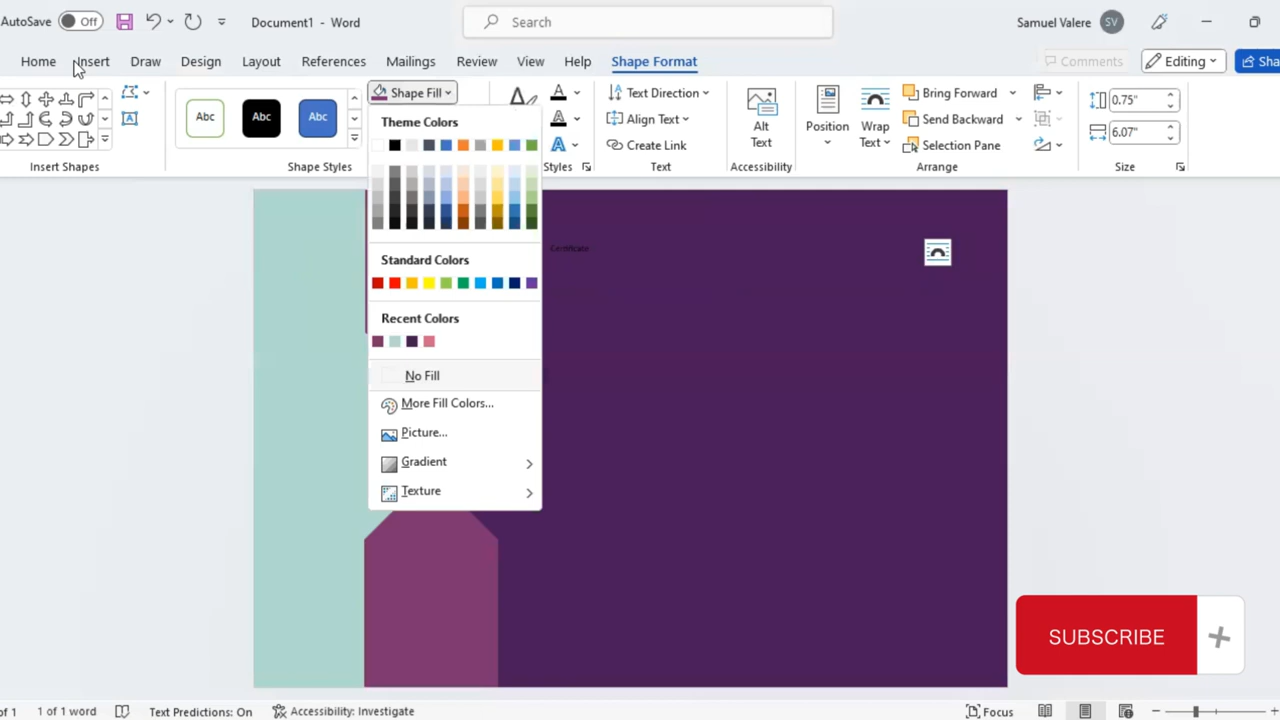 AutoSave Off Document1 - Word Search Samuel Valere SV
Home Insert Draw Design Layout References Mailings Review View Help Shape Format Comments Editing Sha
Abc Abc Abc
Insert Shapes
Shape Styles
Shape Fill
Theme Colors
Standard Colors
Recent Colors
No Fill
More Fill Colors...
Picture...
Gradient
Texture
Styles
Text Direction
Align Text
Create Link
Text
Alt
Text
Accessibility
Position
Wrap
Text
Bring Forward
Send Backward
Selection Pane
Arrange
0.75"
6.07"
Size
Certificate
SUBSCRIBE
of 1 1 of 1 word Text Predictions: On Accessibility: Investigate Focus